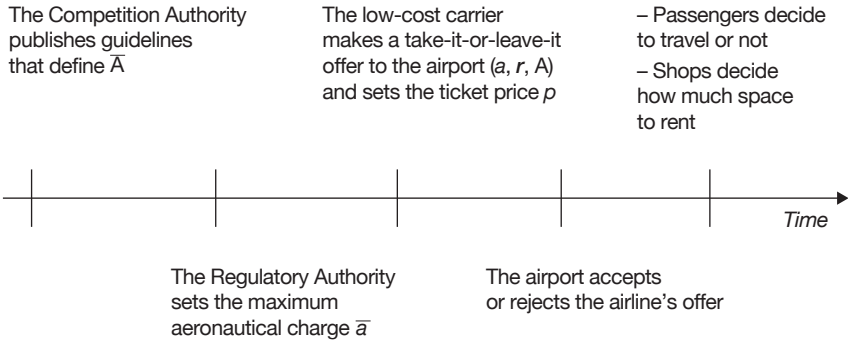 The Competition Authority
publishes guidelines
that define A̅
The low-cost carrier
makes a take-it-or-leave-it
offer to the airport (a, r, A)
and sets the ticket price p
– Passengers decide
to travel or not
– Shops decide
how much space
to rent
Time
The Regulatory Authority
sets the maximum
aeronautical charge a̅
The airport accepts
or rejects the airline's offer